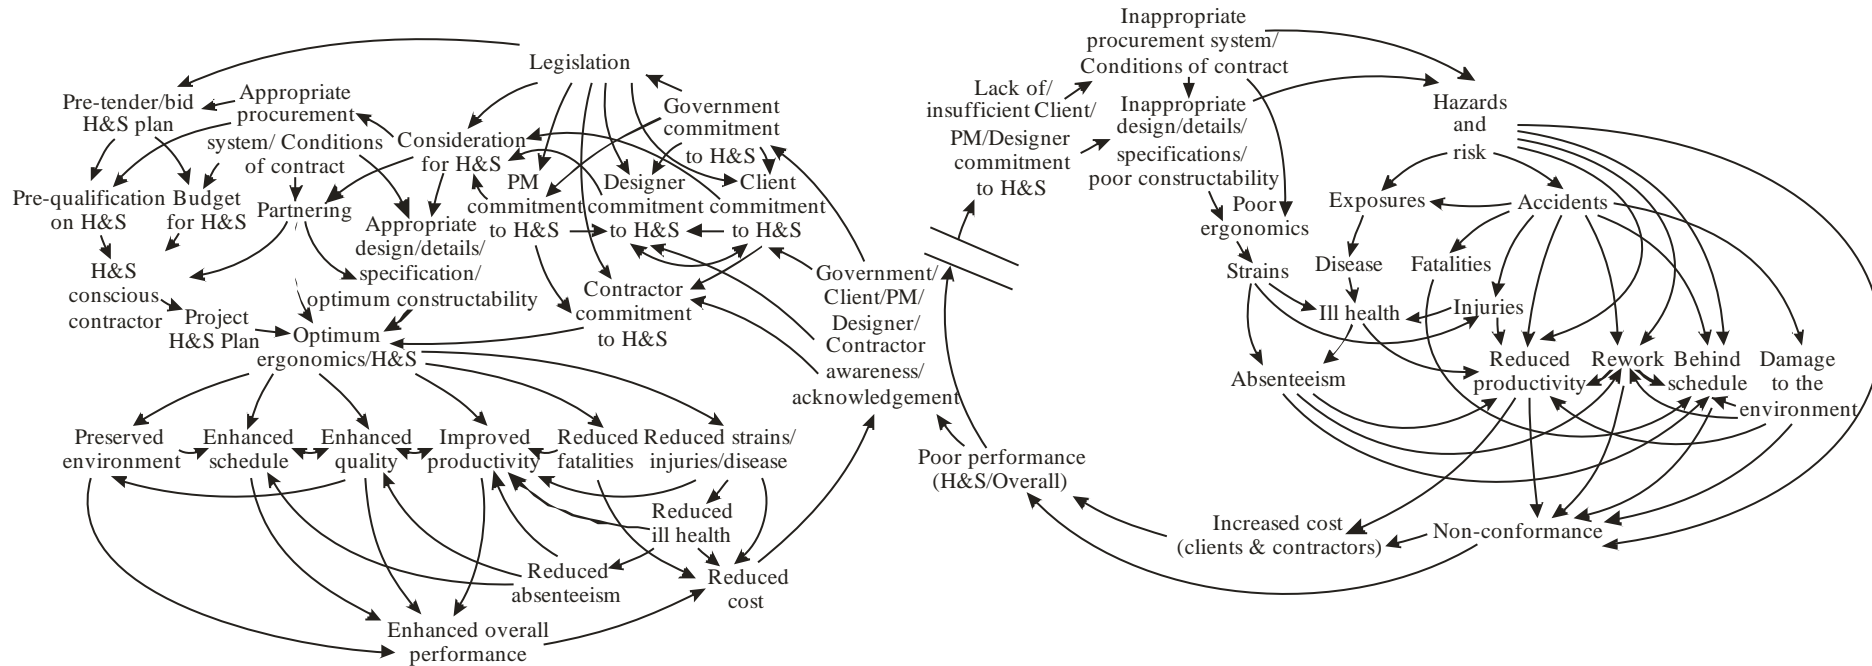 Legislation
Pre-tender/bid
H&S plan
Appropriate
procurement
system/ Conditions
of contract
Consideration
for H&S
Government
commitment
to H&S
Pre-qualification
on H&S
Budget
for H&S
Partnering
PM
commitment
to H&S
Designer
commitment
to H&S
Client
commitment
to H&S
Appropriate
design/details/
specification/
optimum constructability
H&S
conscious
contractor
Project
H&S Plan
Optimum
ergonomics/H&S
Contractor
commitment
to H&S
Government/
Client/PM/
Designer/
Contractor
awareness/
acknowledgement
Preserved
environment
Enhanced
schedule
Enhanced
quality
Improved
productivity
Reduced
fatalities
Reduced strains/
injuries/disease
Reduced
ill health
Reduced
absenteeism
Reduced
cost
Enhanced overall
performance
Inappropriate
procurement system/
Conditions of contract
Lack of/
insufficient Client/
PM/Designer
commitment
to H&S
Inappropriate
design/details/
specifications/
poor constructability
Hazards
and
risk
Poor
ergonomics
Exposures
Accidents
Strains
Disease
Fatalities
Ill health
Injuries
Absenteeism
Reduced
productivity
Rework
Behind
schedule
Damage
to the
environment
Poor performance
(H&S/Overall)
Increased cost
(clients & contractors)
Non-conformance